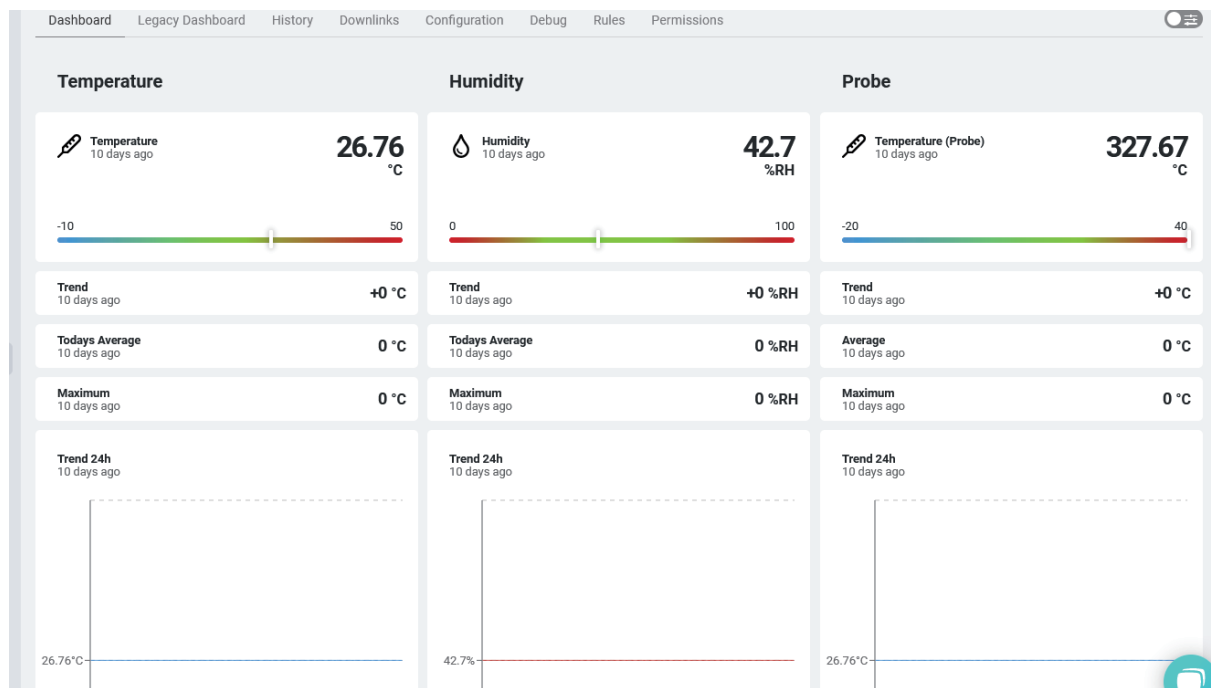 Dashboard Legacy Dashboard History Downlinks Configuration Debug Rules Permissions
Temperature
Temperature
10 days ago
26.76
°C
-10 50
Trend
10 days ago
+0 °C
Todays Average
10 days ago
0 °C
Maximum
10 days ago
0 °C
Trend 24h
10 days ago
26.76°C
Humidity
Humidity
10 days ago
42.7
%RH
0 100
Trend
10 days ago
+0 %RH
Todays Average
10 days ago
0 %RH
Maximum
10 days ago
0 %RH
Trend 24h
10 days ago
42.7%
Probe
Temperature (Probe)
10 days ago
327.67
°C
-20 40
Trend
10 days ago
+0 °C
Average
10 days ago
0 °C
Maximum
10 days ago
0 °C
Trend 24h
10 days ago
26.76°C